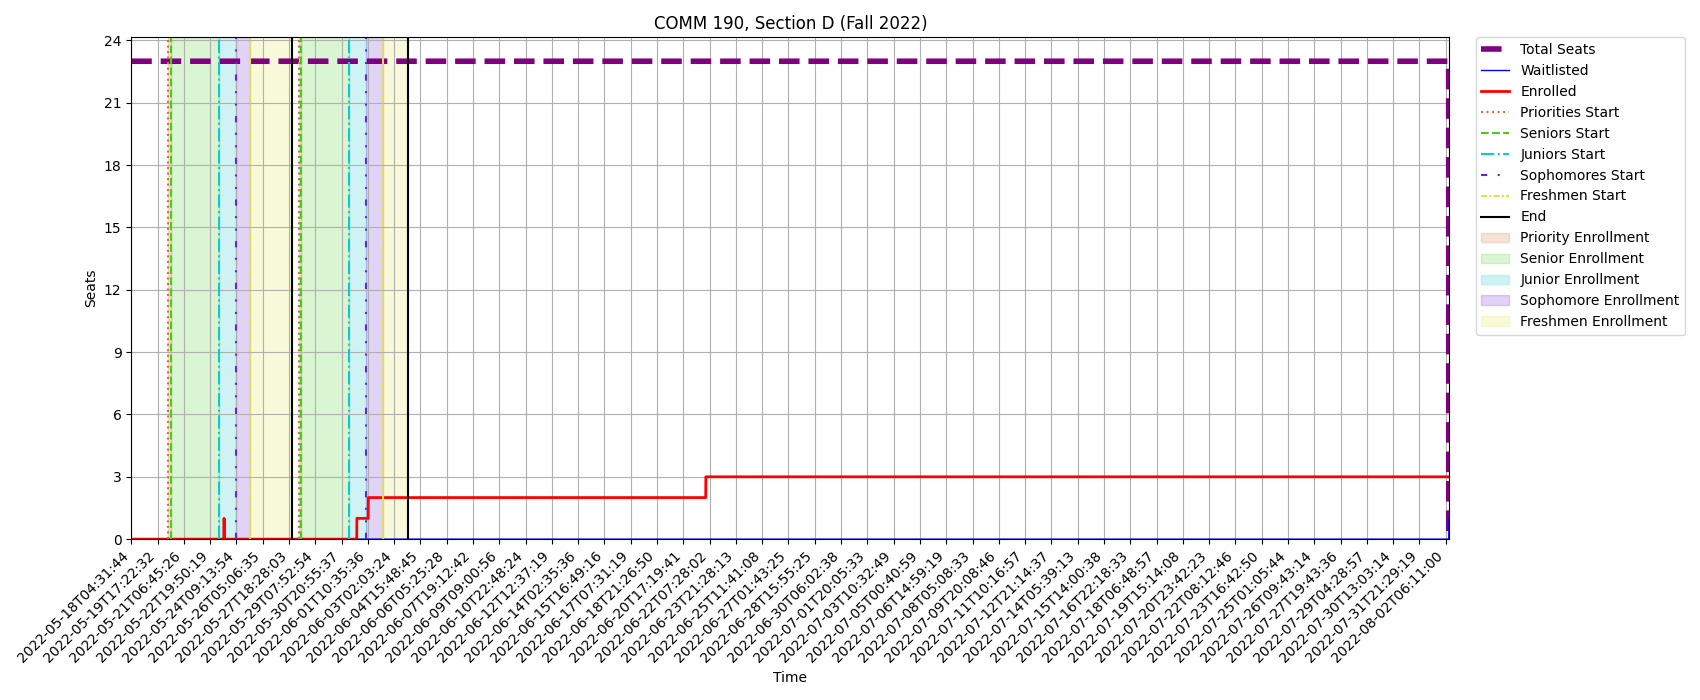 COMM 190, Section D (Fall 2022)
24
21
18
15
12
9
6
3
0
Seats
2022-05-18T04:31:44
2022-05-19T17:22:32
2022-05-21T06:45:26
2022-05-22T19:50:19
2022-05-24T09:13:54
2022-05-26T05:06:35
2022-05-27T18:28:03
2022-05-29T07:52:54
2022-05-30T20:55:37
2022-06-01T10:35:36
2022-06-03T02:03:24
2022-06-04T15:48:45
2022-06-06T05:25:28
2022-06-07T19:12:42
2022-06-09T09:00:56
2022-06-10T22:48:24
2022-06-12T12:37:19
2022-06-14T02:35:36
2022-06-15T16:49:16
2022-06-17T07:31:19
2022-06-18T21:26:50
2022-06-20T17:19:41
2022-06-22T07:28:02
2022-06-23T21:28:13
2022-06-25T11:41:08
2022-06-27T01:43:25
2022-06-28T15:55:25
2022-06-30T06:02:38
2022-07-01T20:05:33
2022-07-03T10:32:49
2022-07-05T00:40:59
2022-07-06T14:59:19
2022-07-08T05:08:33
2022-07-09T20:08:46
2022-07-11T10:16:57
2022-07-12T21:14:37
2022-07-14T05:39:13
2022-07-15T14:00:38
2022-07-16T22:18:33
2022-07-18T06:48:57
2022-07-19T15:14:08
2022-07-20T23:42:23
2022-07-22T08:12:46
2022-07-23T16:42:50
2022-07-25T01:05:44
2022-07-26T09:43:14
2022-07-27T19:43:36
2022-07-29T04:28:57
2022-07-30T13:03:14
2022-07-31T21:29:19
2022-08-02T06:11:00
Time
Total Seats
Waitlisted
Enrolled
Priorities Start
Seniors Start
Juniors Start
Sophomores Start
Freshmen Start
End
Priority Enrollment
Senior Enrollment
Junior Enrollment
Sophomore Enrollment
Freshmen Enrollment